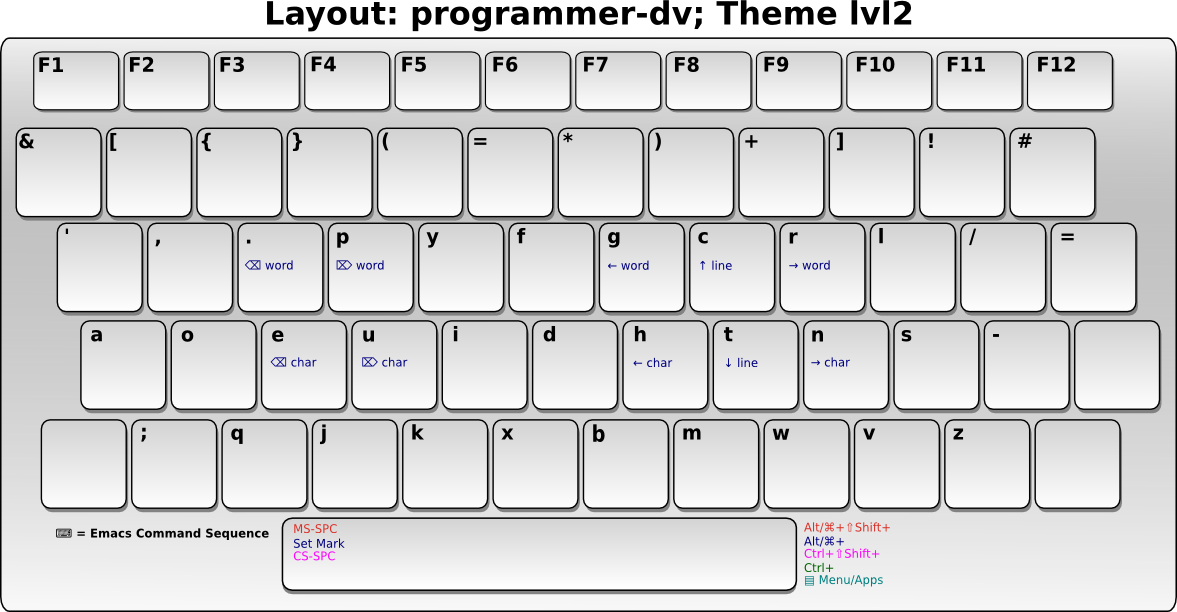 Layout: programmer-dv; Theme lvl2
F1 F2 F3 F4 F5 F6 F7 F8 F9 F10 F11 F12
& [ { } ( = * ) + ] ! #
' , . p y f g c r l / =
⌫ word ⌦ word ← word ↑ line → word
a o e u i d h t n s -
⌫ char ⌦ char ← char ↓ line → char
; q j k x b m w v z
⌨ = Emacs Command Sequence
MS-SPC
Set Mark
CS-SPC
Alt/⌘+⇧Shift+
Alt/⌘+
Ctrl+⇧Shift+
Ctrl+
▤ Menu/Apps